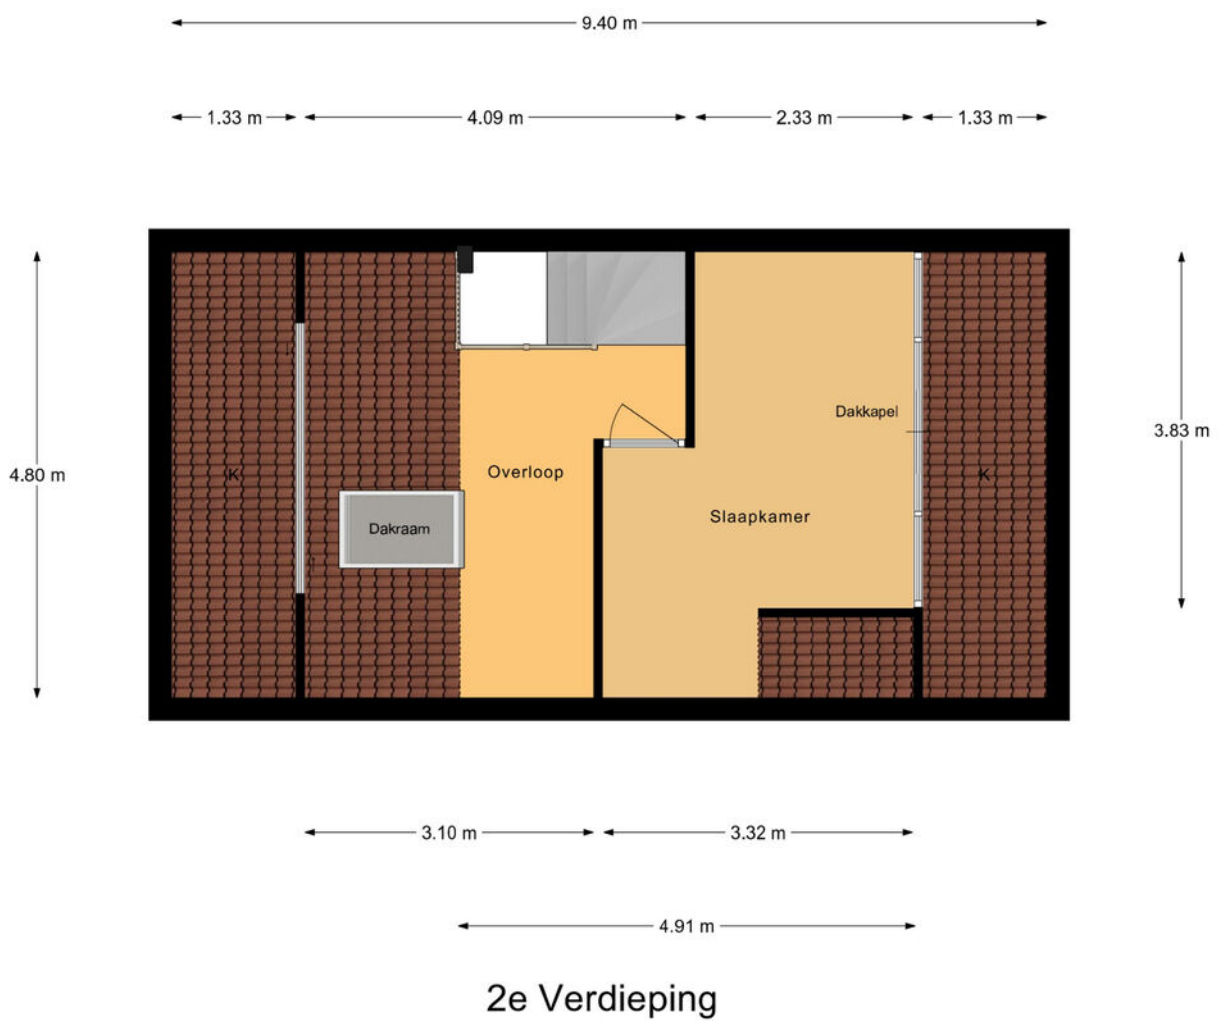 9.40 m
1.33 m
4.09 m
2.33 m
1.33 m
4.80 m
3.83 m
Dakkapel
K
Overloop
K
Slaapkamer
Dakraam
3.10 m
3.32 m
4.91 m
2e Verdieping